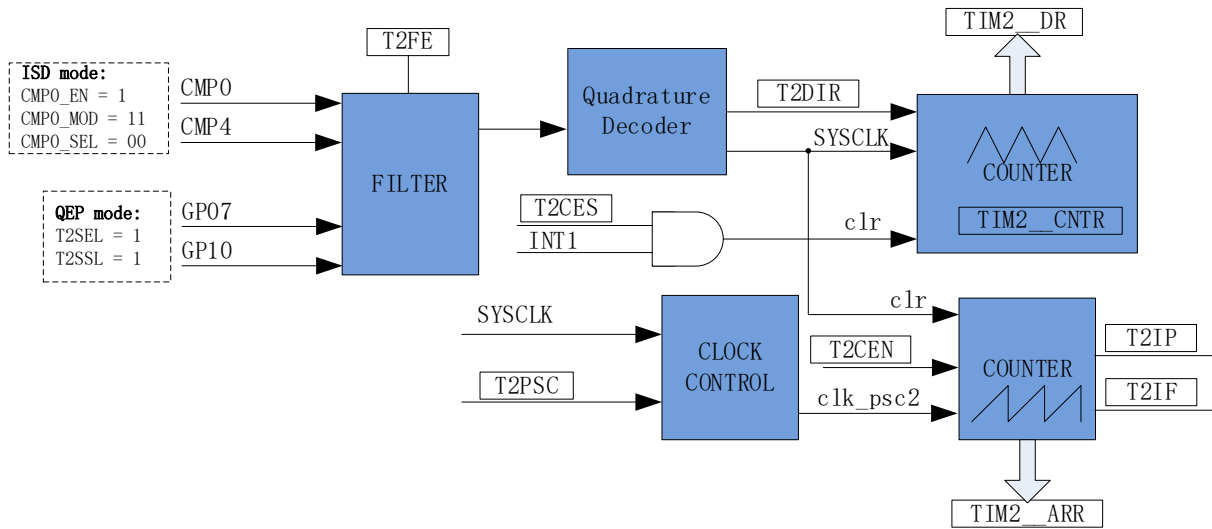 TIM2__DR
T2FE
ISD mode:
CMP0_EN = 1
CMP0_MOD = 11
CMP0_SEL = 00
CMP0
CMP4
FILTER
Quadrature
Decoder
T2DIR
SYSCLK
COUNTER
TIM2__CNTR
QEP mode:
T2SEL = 1
T2SSL = 1
GP07
GP10
T2CES
INT1
clr
SYSCLK
T2PSC
CLOCK
CONTROL
clr
T2CEN
clk_psc2
COUNTER
T2IP
T2IF
TIM2__ARR